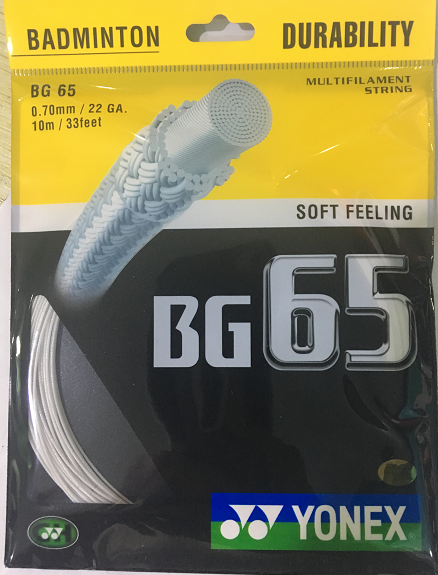 BADMINTON
DURABILITY
BG 65
0.70mm / 22 GA.
10m / 33feet
MULTIFILAMENT
STRING
SOFT FEELING
BG 65
YONEX